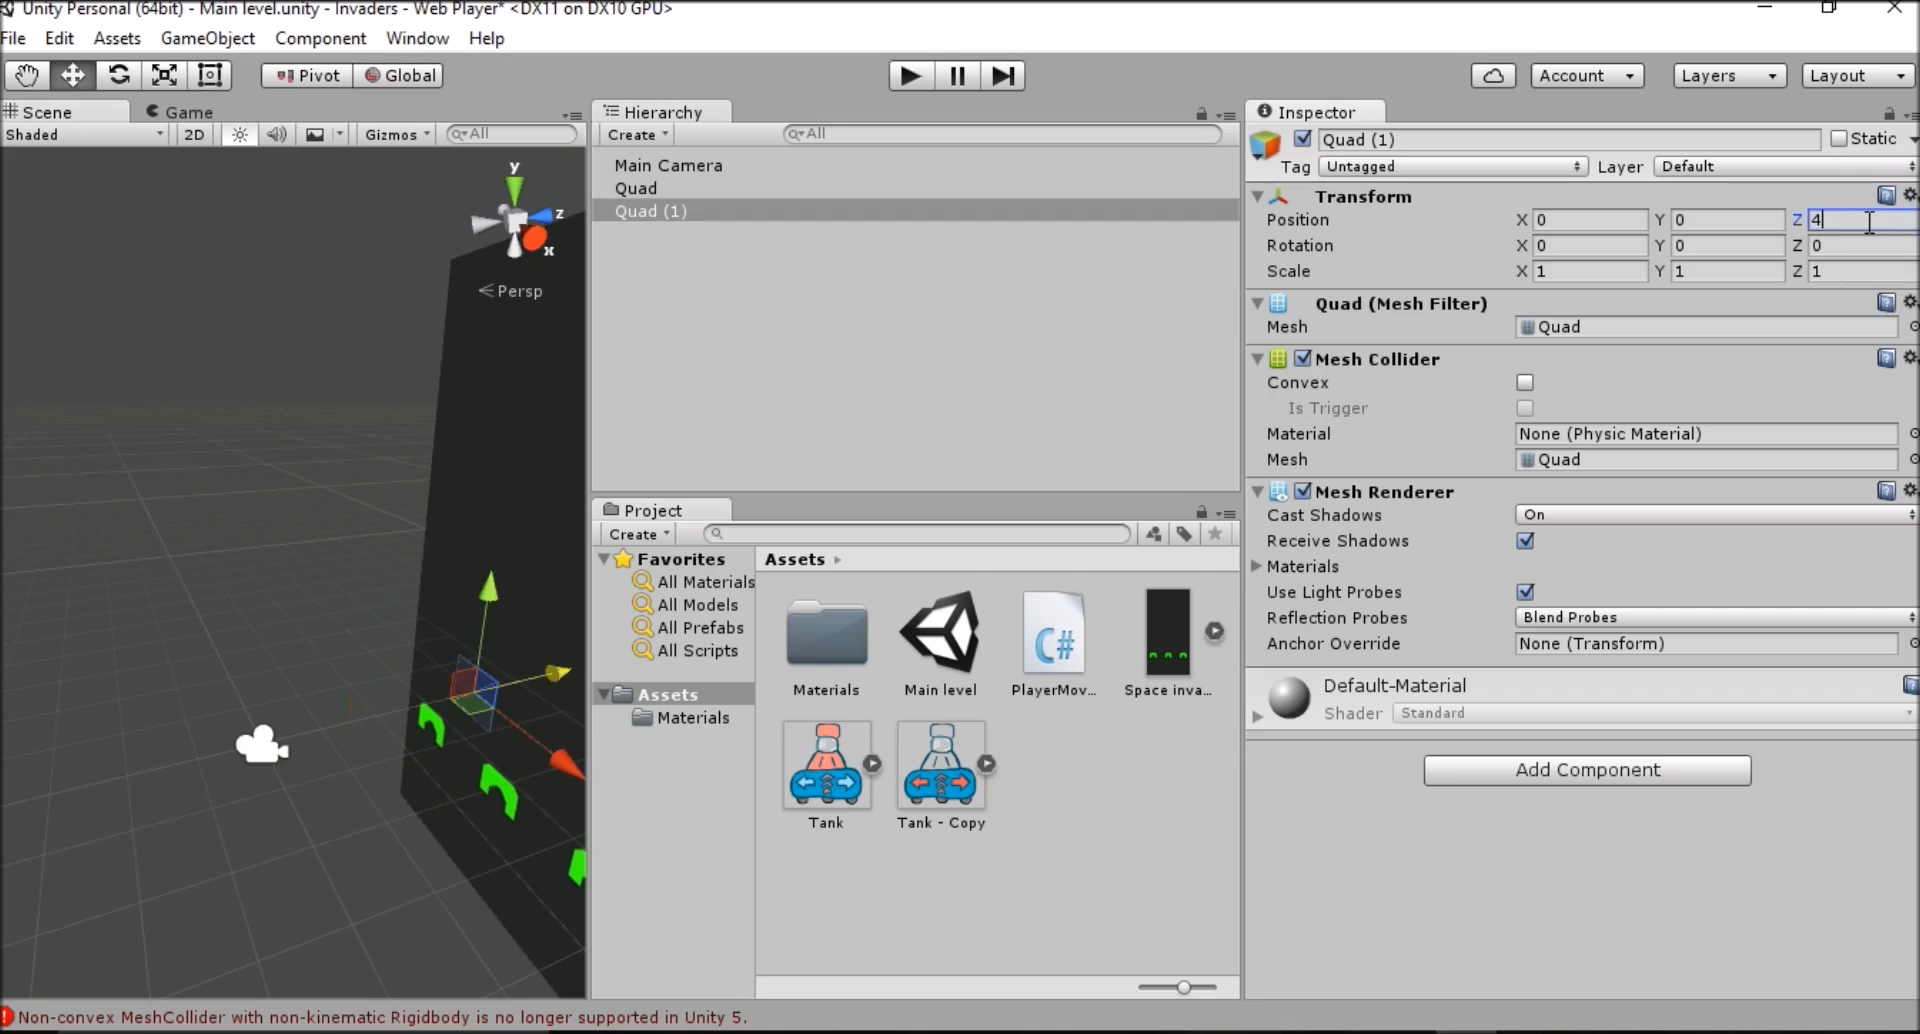 Unity Personal (64bit) - Main level.unity - Invaders - Web Player* <DX11 on DX10 GPU>
File Edit Assets GameObject Component Window Help
Pivot Global Account Layers Layout
Scene Game
Shaded 2D Gizmos All
y
z
x
Persp
Hierarchy
Create All
Main Camera
Quad
Quad (1)
Project
Create
Favorites
All Materials
All Models
All Prefabs
All Scripts
Assets
Materials
Assets
Materials Main level PlayerMov... Space inva...
C#
Tank Tank - Copy
Inspector
Quad (1) Static
Tag Untagged Layer Default
Transform
Position X 0 Y 0 Z 4
Rotation X 0 Y 0 Z 0
Scale X 1 Y 1 Z 1
Quad (Mesh Filter)
Mesh Quad
Mesh Collider
Convex
Is Trigger
Material None (Physic Material)
Mesh Quad
Mesh Renderer
Cast Shadows On
Receive Shadows
Materials
Use Light Probes
Reflection Probes Blend Probes
Anchor Override None (Transform)
Default-Material
Shader Standard
Add Component
Non-convex MeshCollider with non-kinematic Rigidbody is no longer supported in Unity 5.